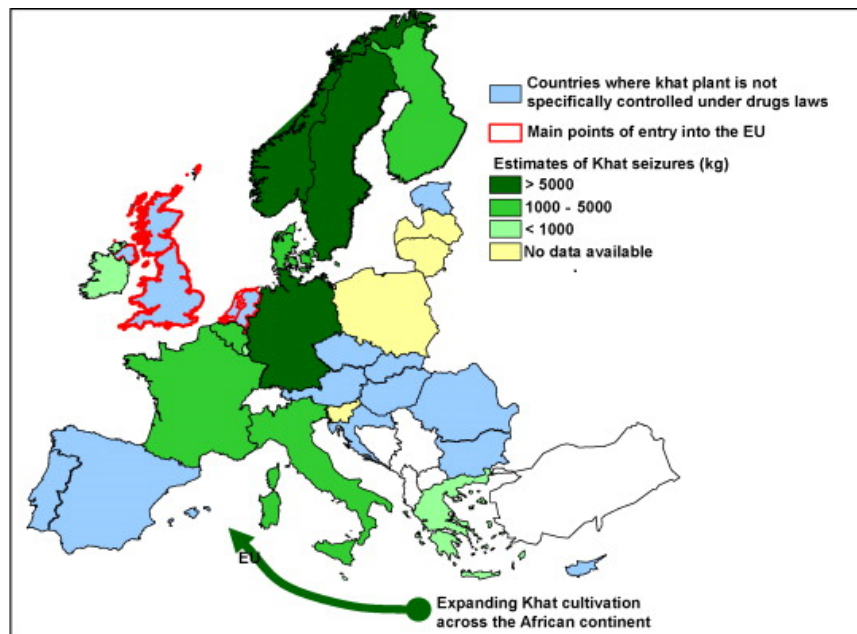 Countries where khat plant is not
specifically controlled under drugs laws
Main points of entry into the EU
Estimates of Khat seizures (kg)
> 5000
1000 - 5000
< 1000
No data available
EU
Expanding Khat cultivation
across the African continent